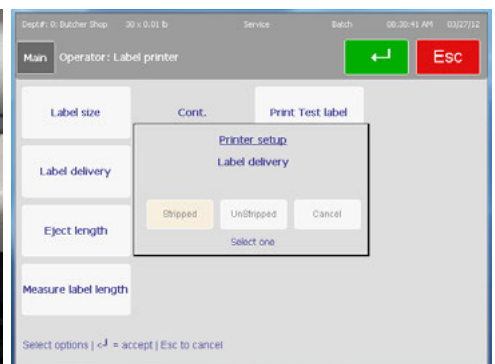 Dept#: 0: Butcher Shop 30 x 0.01 lb Service Batch 08:30:41 AM 03/27/12
Main Operator: Label printer Esc
Label size Cont. Print Test label
Printer setup
Label delivery
Label delivery
Stripped UnStripped Cancel
Eject length
Select one
Measure label length
Select options | <┘ = accept | Esc to cancel